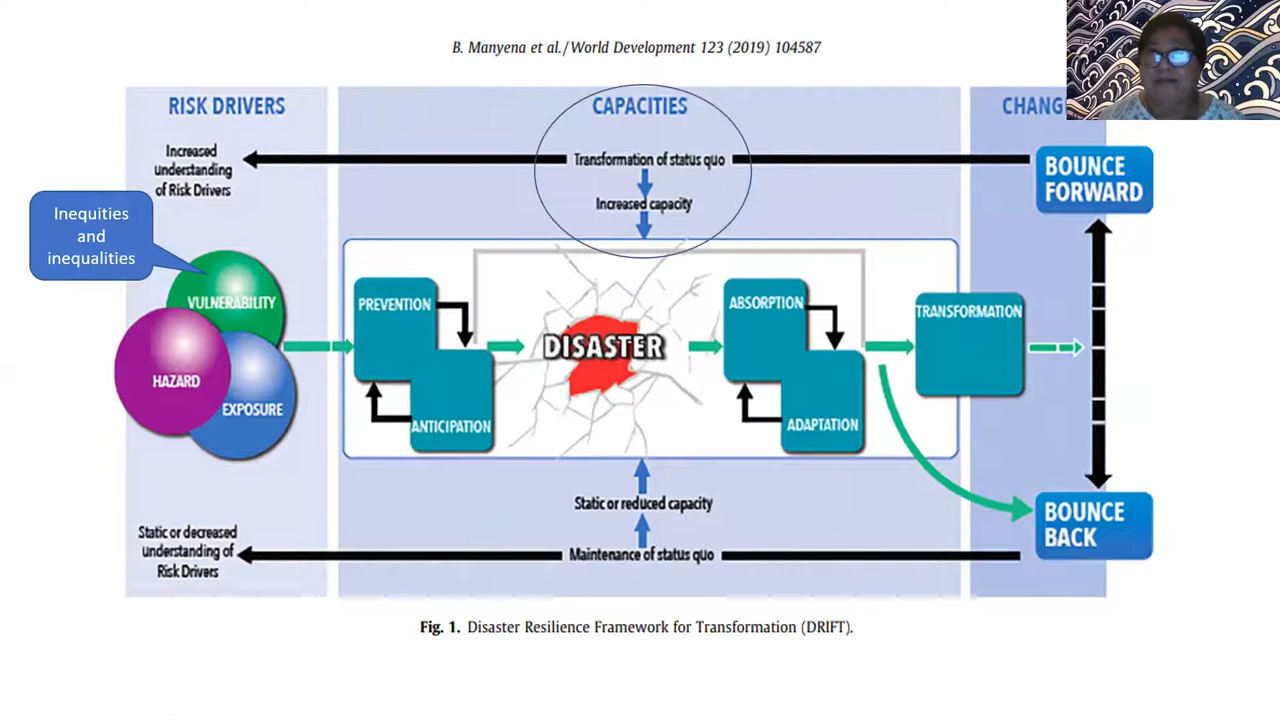 B. Manyena et al./World Development 123 (2019) 104587
RISK DRIVERS
CAPACITIES
CHANG
Increased
understanding
of Risk Drivers
Transformation of status quo
Increased capacity
BOUNCE
FORWARD
Inequities
and
inequalities
VULNERABILITY
HAZARD
EXPOSURE
PREVENTION
ANTICIPATION
DISASTER
ABSORPTION
ADAPTATION
TRANSFORMATION
Static or reduced capacity
Maintenance of status quo
Static or decreased
understanding of
Risk Drivers
BOUNCE
BACK
Fig. 1. Disaster Resilience Framework for Transformation (DRIFT).